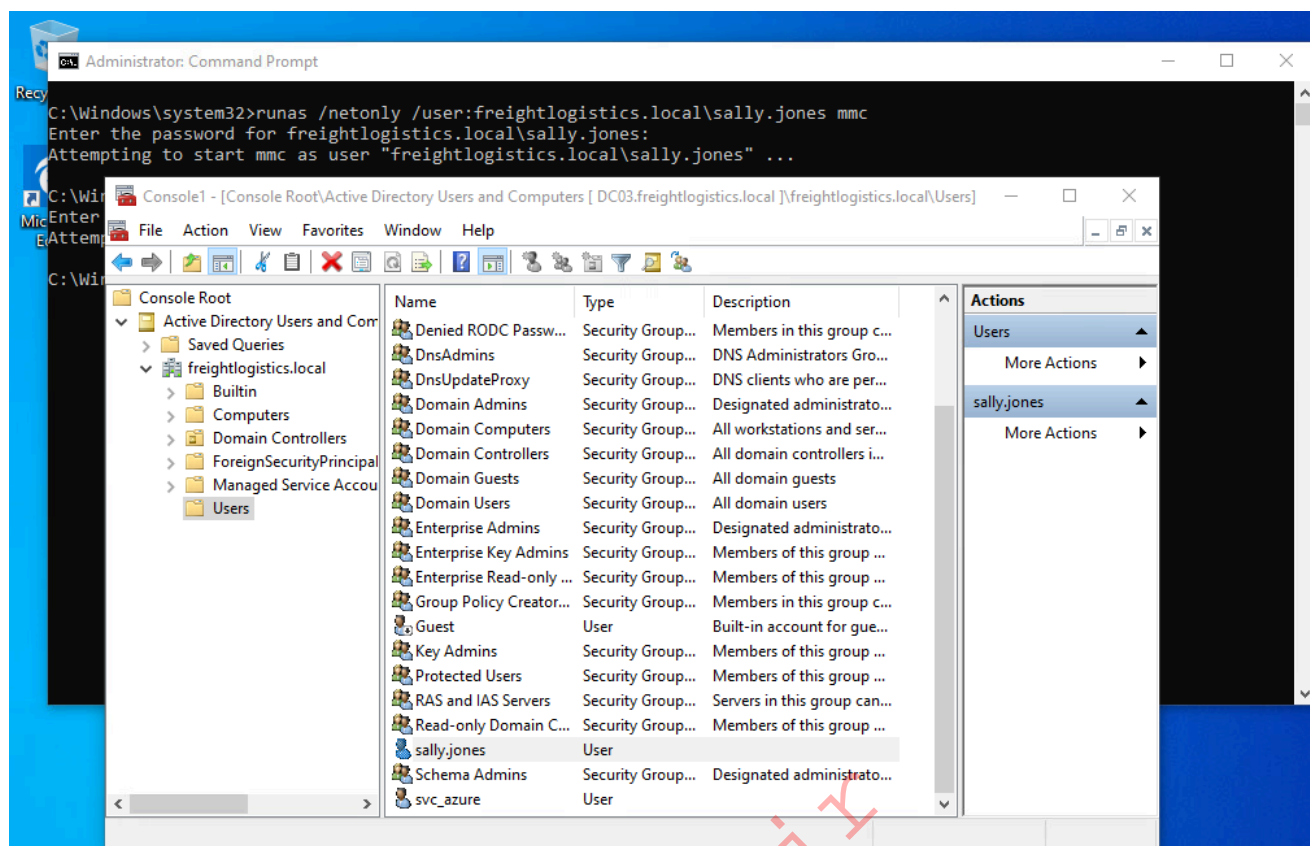 Administrator: Command Prompt
Recy
C:\Windows\system32>runas /netonly /user:freightlogistics.local\sally.jones mmc
Enter the password for freightlogistics.local\sally.jones:
Attempting to start mmc as user "freightlogistics.local\sally.jones" ...
C:\Wir
Enter
Attemp
C:\Wir
Mic
E
Console1 - [Console Root\Active Directory Users and Computers [ DC03.freightlogistics.local ]\freightlogistics.local\Users]
File Action View Favorites Window Help
Console Root
Active Directory Users and Com
Saved Queries
freightlogistics.local
Builtin
Computers
Domain Controllers
ForeignSecurityPrincipal
Managed Service Accou
Users
Name Type Description
Denied RODC Passw... Security Group... Members in this group c...
DnsAdmins Security Group... DNS Administrators Gro...
DnsUpdateProxy Security Group... DNS clients who are per...
Domain Admins Security Group... Designated administrato...
Domain Computers Security Group... All workstations and ser...
Domain Controllers Security Group... All domain controllers i...
Domain Guests Security Group... All domain guests
Domain Users Security Group... All domain users
Enterprise Admins Security Group... Designated administrato...
Enterprise Key Admins Security Group... Members of this group ...
Enterprise Read-only ... Security Group... Members of this group ...
Group Policy Creator... Security Group... Members in this group c...
Guest User Built-in account for gue...
Key Admins Security Group... Members of this group ...
Protected Users Security Group... Members of this group ...
RAS and IAS Servers Security Group... Servers in this group can...
Read-only Domain C... Security Group... Members of this group ...
sally.jones User
Schema Admins Security Group... Designated administrato...
svc_azure User
Actions
Users
More Actions
sally.jones
More Actions